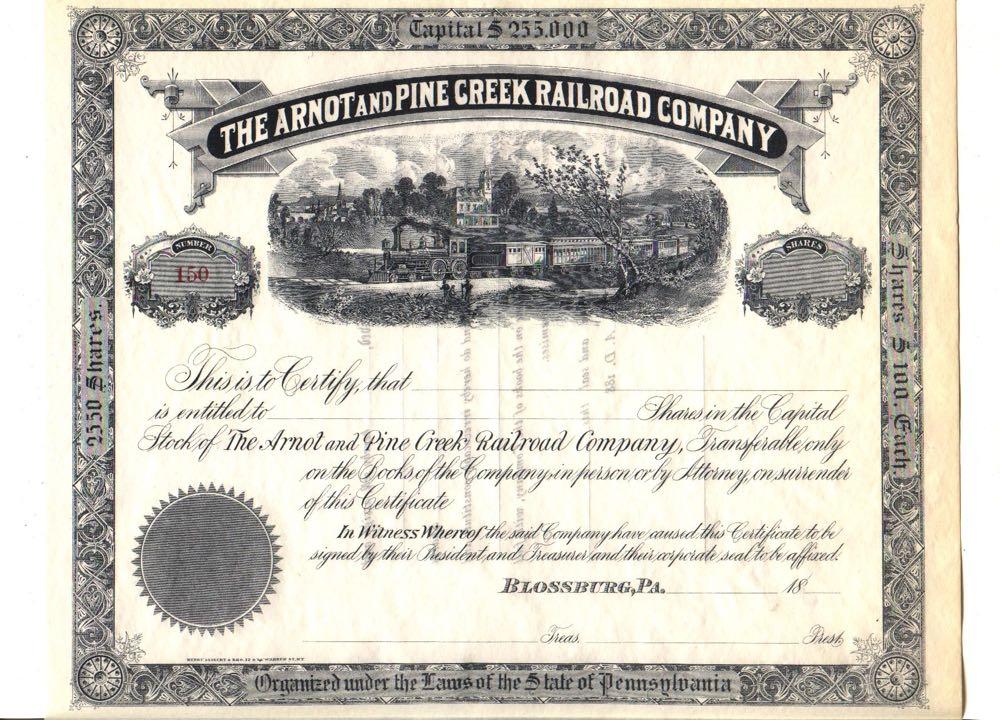 Capital $ 255.000
THE ARNOT AND PINE CREEK RAILROAD COMPANY
NUMBER
150
SHARES
2550 Shares.
Shares $ 100. Each
This is to Certify, that
is entitled to Shares in the Capital
Stock of The Arnot and Pine Creek Railroad Company, Transferable only
on the Books of the Company in person or by Attorney, on surrender
of this Certificate
In Witness Whereof the said Company have caused this Certificate to be
signed by their President and Treasurer and their corporate seal to be affixed.
BLOSSBURG, PA. 18
Treas. Prest.
Organized under the Laws of the State of Pennsylvania